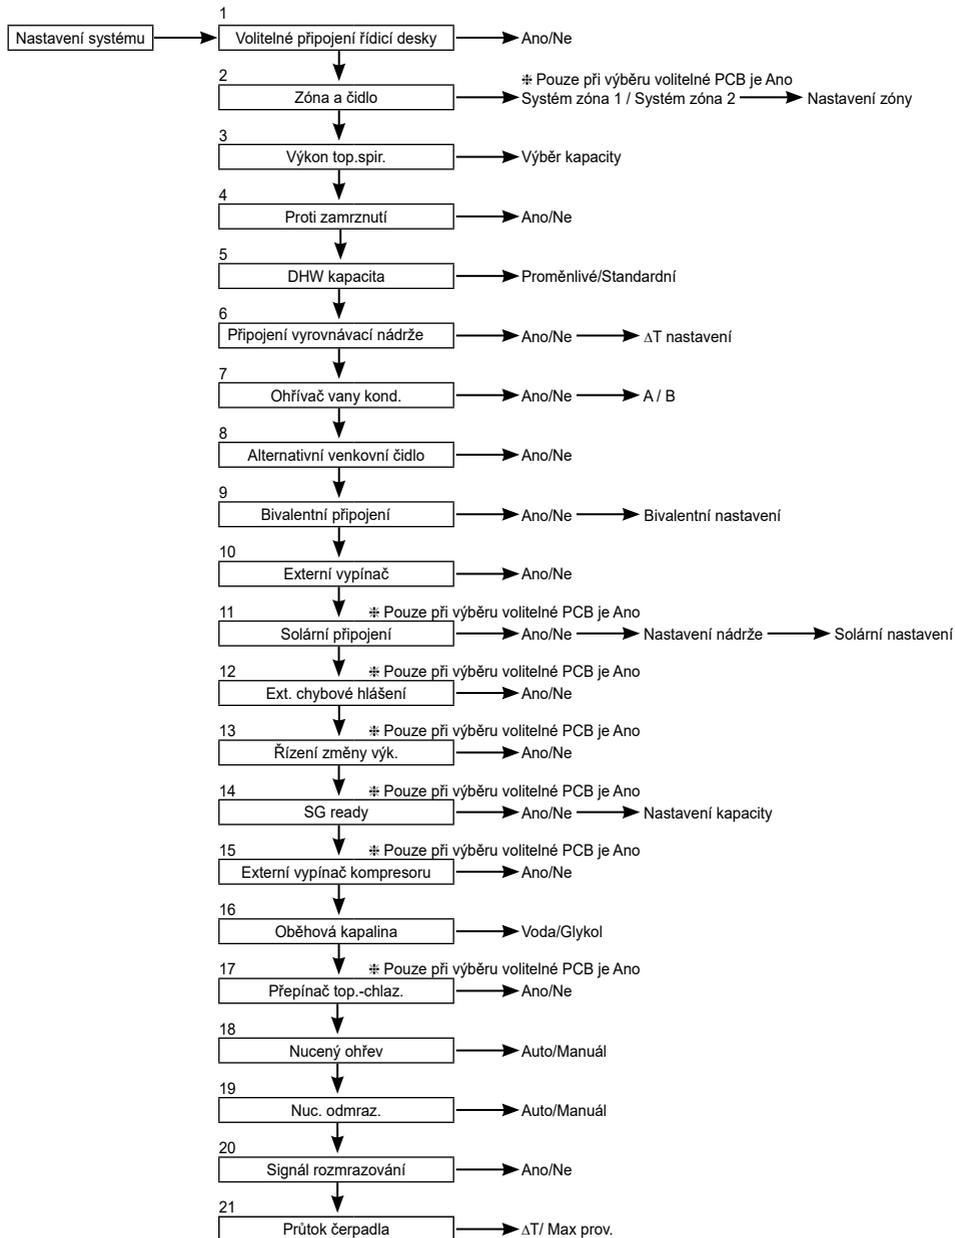 1
Nastavení systému Volitelné připojení řídicí desky Ano/Ne
2 ⁜ Pouze při výběru volitelné PCB je Ano
Zóna a čidlo Systém zóna 1 / Systém zóna 2 Nastavení zóny
3
Výkon top.spir. Výběr kapacity
4
Proti zamrznutí Ano/Ne
5
DHW kapacita Proměnlivé/Standardní
6
Připojení vyrovnávací nádrže Ano/Ne ΔT nastavení
7
Ohřívač vany kond. Ano/Ne A / B
8
Alternativní venkovní čidlo Ano/Ne
9
Bivalentní připojení Ano/Ne Bivalentní nastavení
10
Externí vypínač Ano/Ne
11 ⁜ Pouze při výběru volitelné PCB je Ano
Solární připojení Ano/Ne Nastavení nádrže Solární nastavení
12 ⁜ Pouze při výběru volitelné PCB je Ano
Ext. chybové hlášení Ano/Ne
13 ⁜ Pouze při výběru volitelné PCB je Ano
Řízení změny výk. Ano/Ne
14 ⁜ Pouze při výběru volitelné PCB je Ano
SG ready Ano/Ne Nastavení kapacity
15 ⁜ Pouze při výběru volitelné PCB je Ano
Externí vypínač kompresoru Ano/Ne
16
Oběhová kapalina Voda/Glykol
17 ⁜ Pouze při výběru volitelné PCB je Ano
Přepínač top.-chlaz. Ano/Ne
18
Nucený ohřev Auto/Manuál
19
Nuc. odmraz. Auto/Manuál
20
Signál rozmrazování Ano/Ne
21
Průtok čerpadla ΔT/ Max prov.